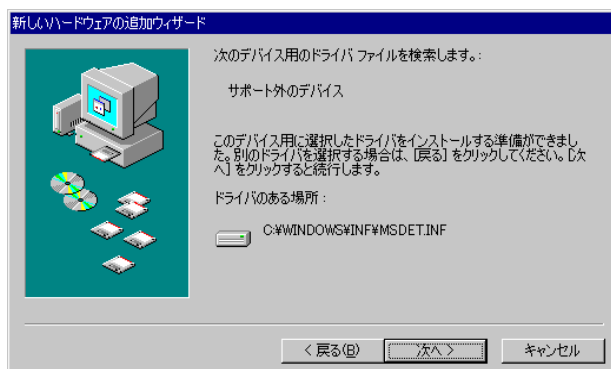 新しいハードウェアの追加ウィザード
次のデバイス用のドライバ ファイルを検索します。:
サポート外のデバイス
このデバイス用に選択したドライバをインストールする準備ができまし
た。別のドライバを選択する場合は、[戻る] をクリックしてください。[次
へ] をクリックすると続行します。
ドライバのある場所 :
C:¥WINDOWS¥INF¥MSDET.INF
< 戻る(B)
次へ >
キャンセル